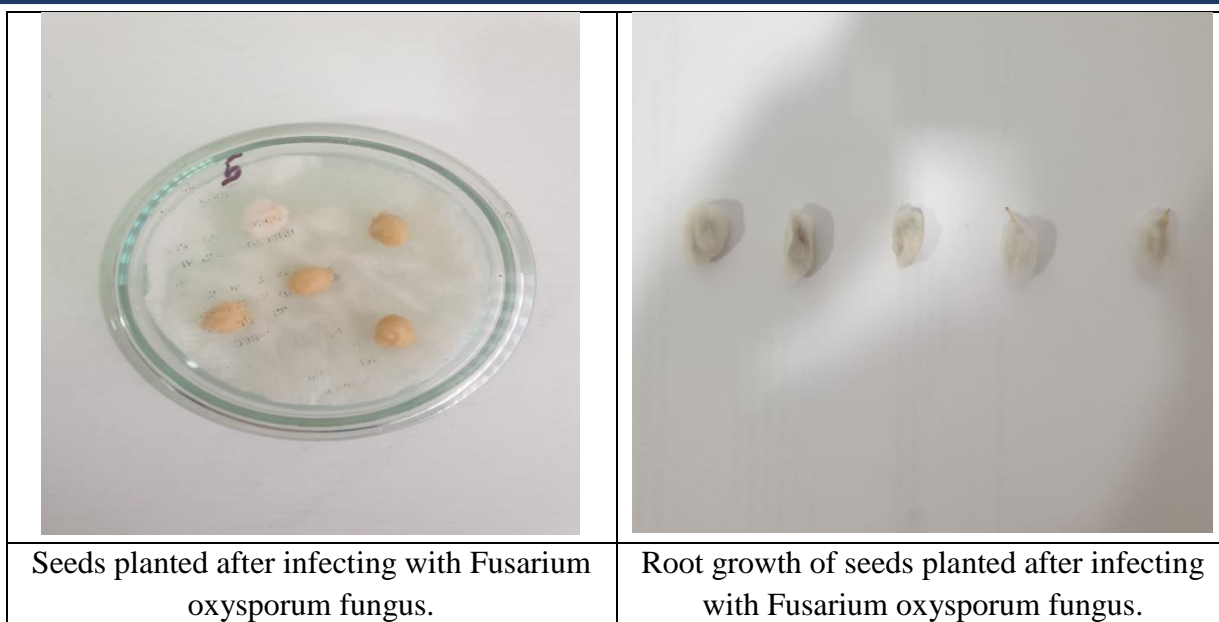 Seeds planted after infecting with Fusarium
oxysporum fungus.
Root growth of seeds planted after infecting
with Fusarium oxysporum fungus.